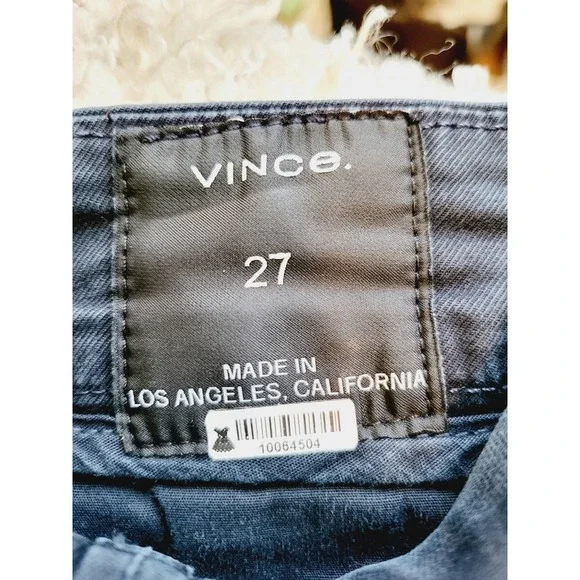 VINCe.
27
MADE IN
LOS ANGELES, CALIFORNIA
10064504